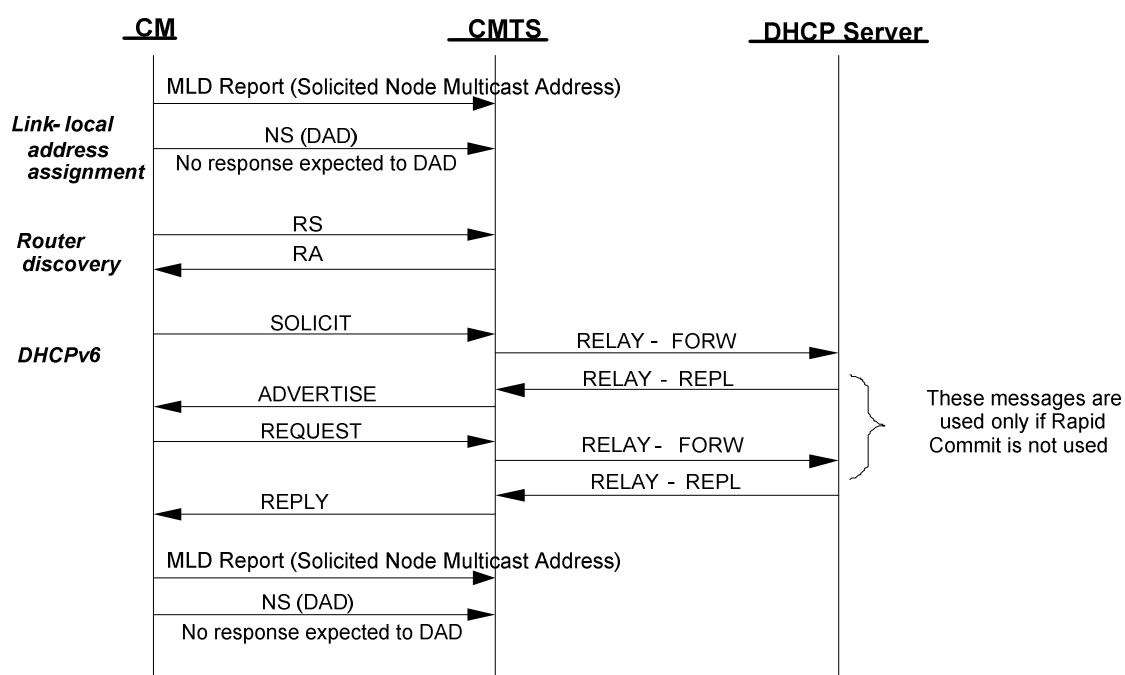 CM
CMTS
DHCP Server
MLD Report (Solicited Node Multicast Address)
Link- local
address
assignment
NS (DAD)
No response expected to DAD
RS
Router
discovery
RA
SOLICIT
DHCPv6
RELAY - FORW
RELAY - REPL
ADVERTISE
These messages are
used only if Rapid
Commit is not used
REQUEST
RELAY - FORW
RELAY - REPL
REPLY
MLD Report (Solicited Node Multicast Address)
NS (DAD)
No response expected to DAD